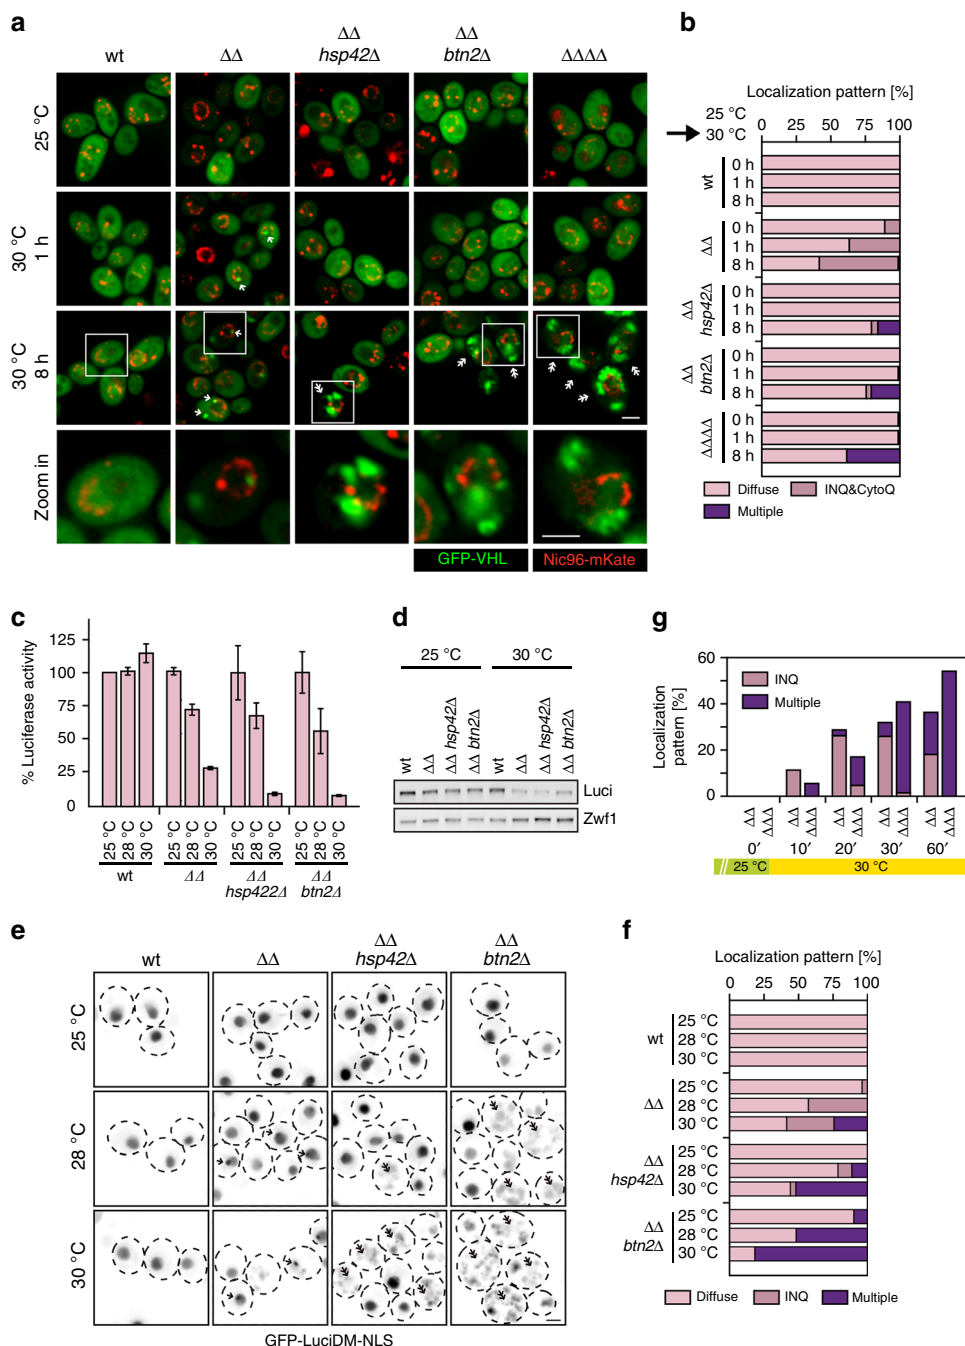 a
wt
ΔΔ
ΔΔ
hsp42Δ
ΔΔ
btn2Δ
ΔΔΔΔ
25 °C
30 °C
1 h
30 °C
8 h
Zoom in
GFP-VHL
Nic96-mKate
b
Localization pattern [%]
25 °C
30 °C
0 25 50 75 100
wt
0 h
1 h
8 h
ΔΔ
0 h
1 h
8 h
ΔΔ
hsp42Δ
0 h
1 h
8 h
ΔΔ
btn2Δ
0 h
1 h
8 h
ΔΔΔΔ
0 h
1 h
8 h
Diffuse
INQ&CytoQ
Multiple
c
% Luciferase activity
125
100
75
50
25
0
25 °C 28 °C 30 °C 25 °C 28 °C 30 °C 25 °C 28 °C 30 °C 25 °C 28 °C 30 °C
wt
ΔΔ
ΔΔ
hsp422Δ
ΔΔ
btn2Δ
d
25 °C 30 °C
wt ΔΔ ΔΔ hsp42Δ ΔΔ btn2Δ wt ΔΔ ΔΔ hsp42Δ ΔΔ btn2Δ
Luci
Zwf1
g
Localization
pattern [%]
60
40
20
0
INQ
Multiple
ΔΔ ΔΔΔ ΔΔ ΔΔΔ ΔΔ ΔΔΔ ΔΔ ΔΔΔ ΔΔ ΔΔΔ
0′ 10′ 20′ 30′ 60′
25 °C 30 °C
e
wt
ΔΔ
ΔΔ
hsp42Δ
ΔΔ
btn2Δ
25 °C
28 °C
30 °C
GFP-LuciDM-NLS
f
Localization pattern [%]
0 25 50 75 100
wt
25 °C
28 °C
30 °C
ΔΔ
25 °C
28 °C
30 °C
ΔΔ
hsp42Δ
25 °C
28 °C
30 °C
ΔΔ
btn2Δ
25 °C
28 °C
30 °C
Diffuse
INQ
Multiple